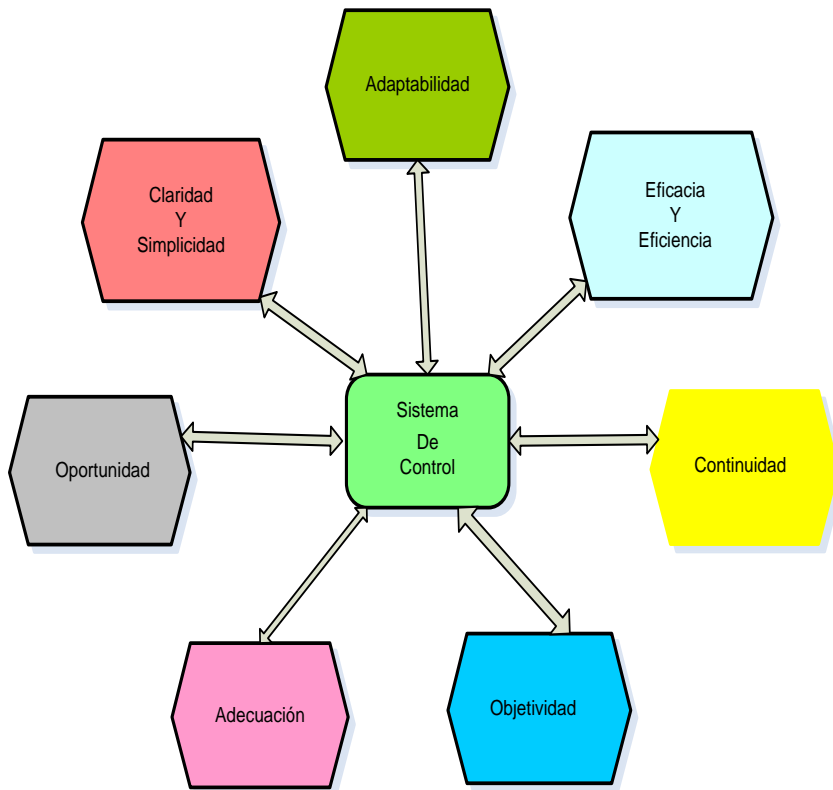 Adaptabilidad
Claridad
Y
Simplicidad
Eficacia
Y
Eficiencia
Sistema
De
Control
Oportunidad
Continuidad
Adecuación
Objetividad